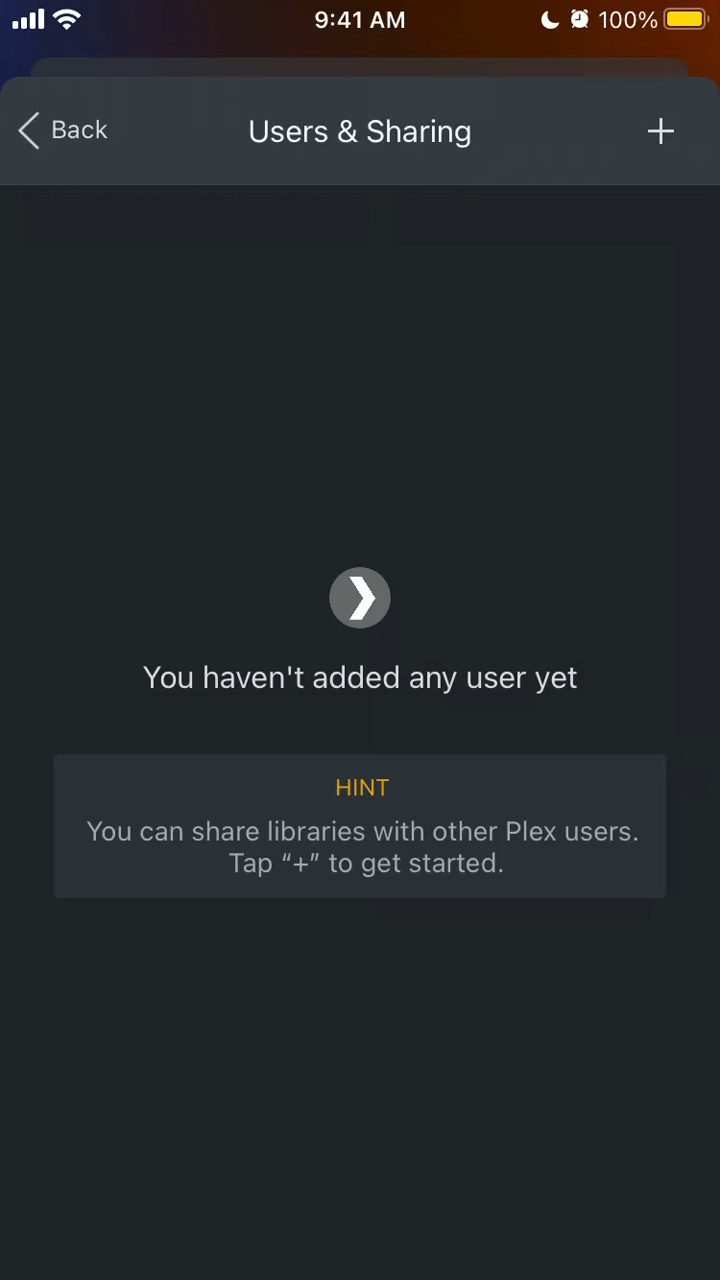 9:41 AM
100%
Back
Users & Sharing
+
You haven't added any user yet
HINT
You can share libraries with other Plex users.
Tap “+” to get started.